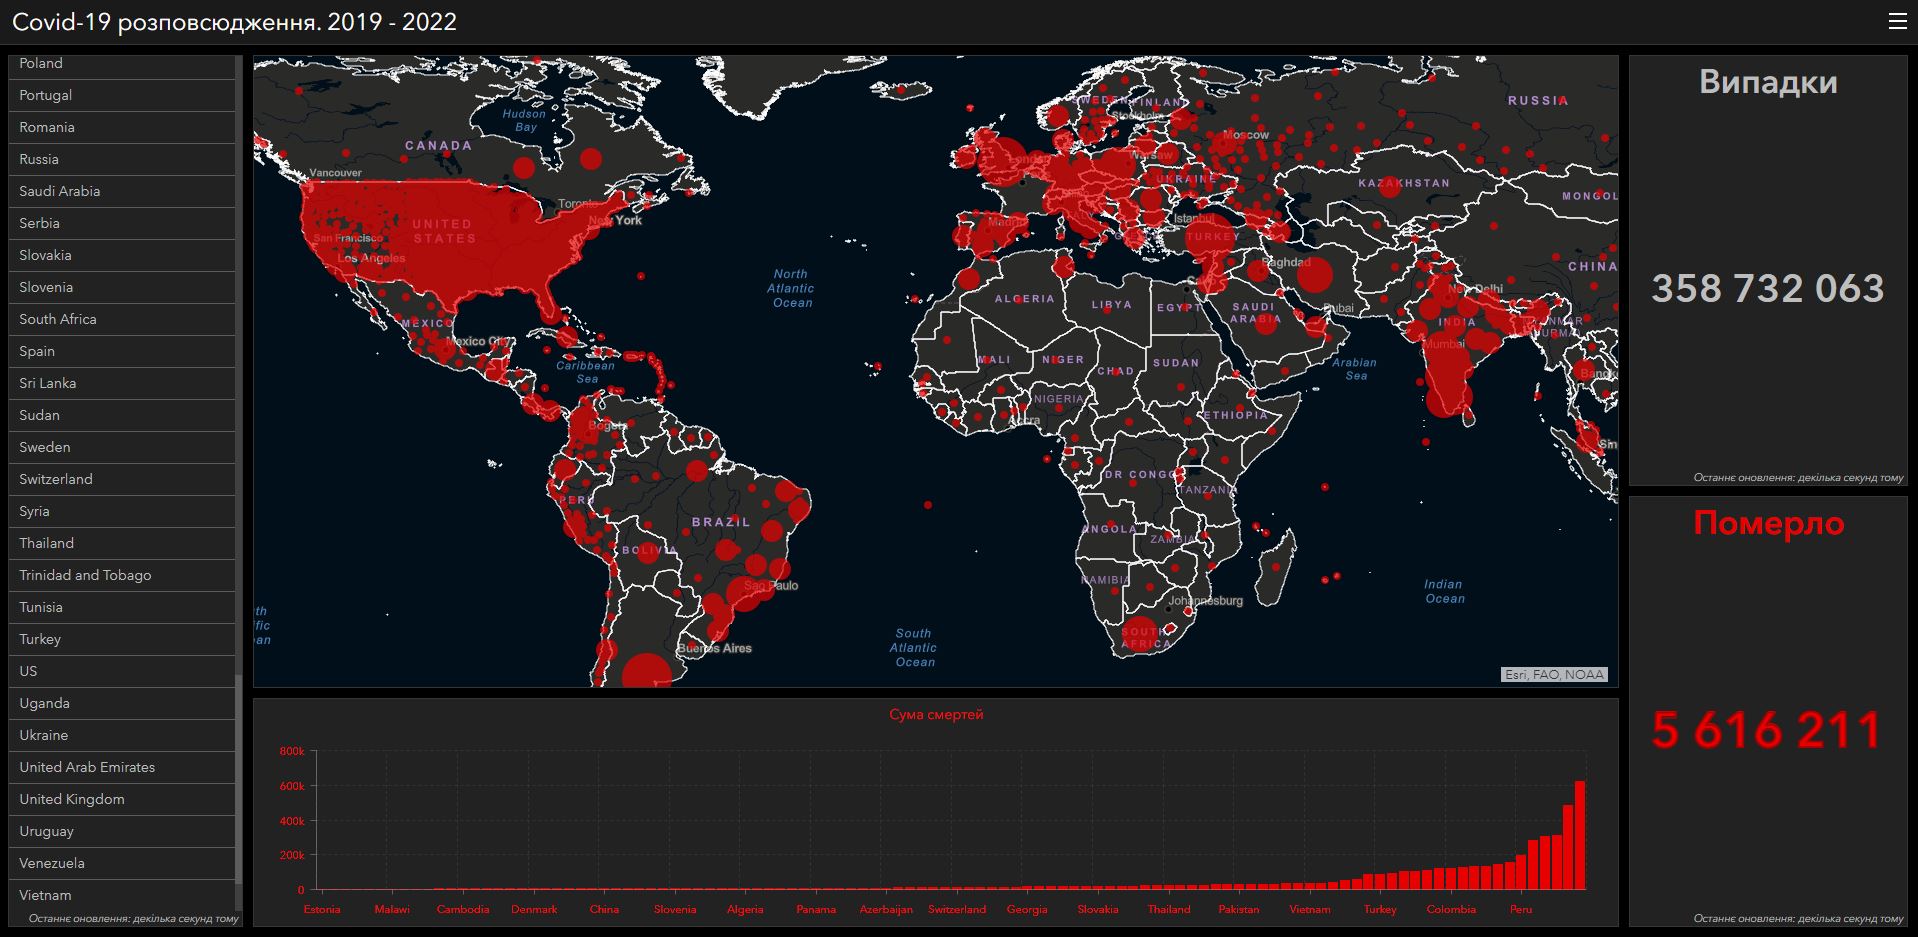 Covid-19 розповсюдження. 2019 - 2022
Poland
Portugal
Romania
Russia
Saudi Arabia
Serbia
Slovakia
Slovenia
South Africa
Spain
Sri Lanka
Sudan
Sweden
Switzerland
Syria
Thailand
Trinidad and Tobago
Tunisia
Turkey
US
Uganda
Ukraine
United Arab Emirates
United Kingdom
Uruguay
Venezuela
Vietnam
Останнє оновлення: декілька секунд тому
Hudson
Bay
CANADA
Vancouver
Toronto
New York
UNITED
STATES
San Francisco
Los Angeles
MEXICO
Mexico City
Caribbean
Sea
North
Atlantic
Ocean
Bogota
PERU
BRAZIL
BOLIVIA
Sao Paulo
Buenos Aires
South
Atlantic
Ocean
SWEDEN
FINLAND
Stockholm
RUSSIA
Moscow
London
Warsaw
UKRAINE
KAZAKHSTAN
MONGOL
Madrid
Istanbul
TURKEY
Baghdad
CHINA
ALGERIA
LIBYA
EGYPT
SAUDI
ARABIA
Dubai
New Delhi
INDIA
Mumbai
MALI
NIGER
CHAD
SUDAN
Arabian
Sea
NIGERIA
Accra
ETHIOPIA
DR CONGO
TANZANIA
ANGOLA
ZAMBIA
NAMIBIA
Johannesburg
SOUTH
AFRICA
Indian
Ocean
Esri, FAO, NOAA
Сума смертей
800k
600k
400k
200k
0
Estonia
Malawi
Cambodia
Denmark
China
Slovenia
Algeria
Panama
Azerbaijan
Switzerland
Georgia
Slovakia
Thailand
Pakistan
Vietnam
Turkey
Colombia
Peru
Випадки
358 732 063
Останнє оновлення: декілька секунд тому
Померло
5 616 211
Останнє оновлення: декілька секунд тому